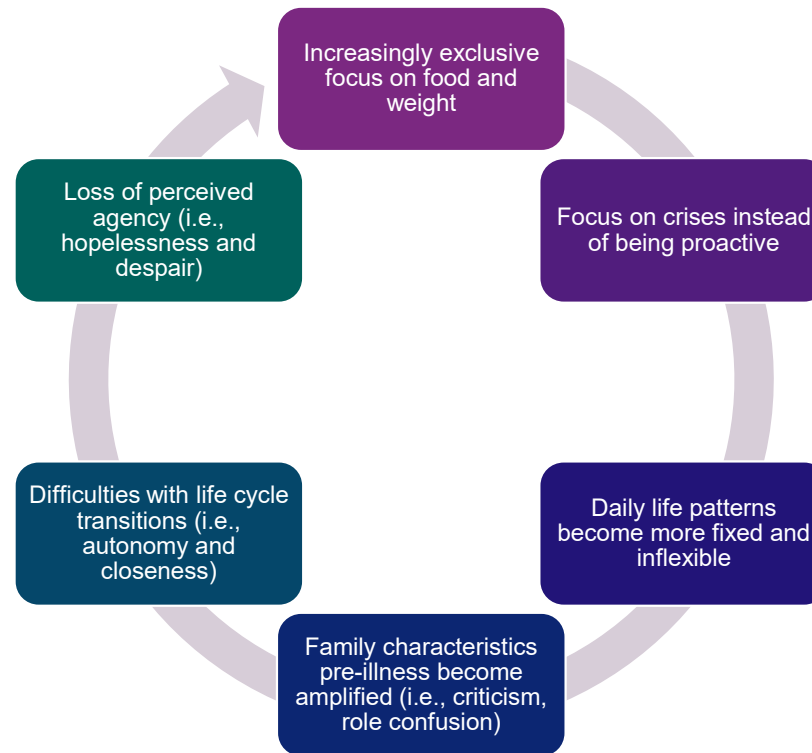 Increasingly exclusive
focus on food and
weight
Focus on crises instead
of being proactive
Daily life patterns
become more fixed and
inflexible
Family characteristics
pre-illness become
amplified (i.e., criticism,
role confusion)
Difficulties with life cycle
transitions (i.e.,
autonomy and
closeness)
Loss of perceived
agency (i.e.,
hopelessness and
despair)